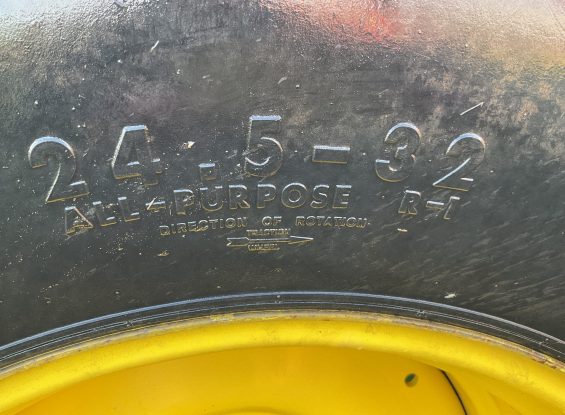 24.5-32
ALL-PURPOSE R-1
DIRECTION OF ROTATION
TRACTION